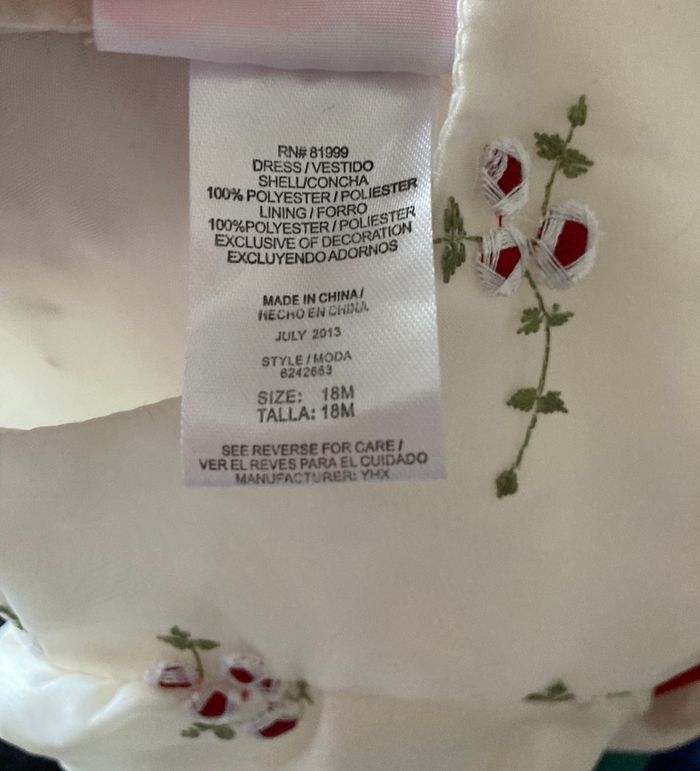 RN# 81999
DRESS / VESTIDO
SHELL/CONCHA
100% POLYESTER / POLIESTER
LINING / FORRO
100%POLYESTER / POLIESTER
EXCLUSIVE OF DECORATION
EXCLUYENDO ADORNOS
MADE IN CHINA /
HECHO EN CHINA
JULY 2013
STYLE / MODA
6242653
SIZE: 18M
TALLA: 18M
SEE REVERSE FOR CARE /
VER EL REVES PARA EL CUIDADO
MANUFACTURER: YHX